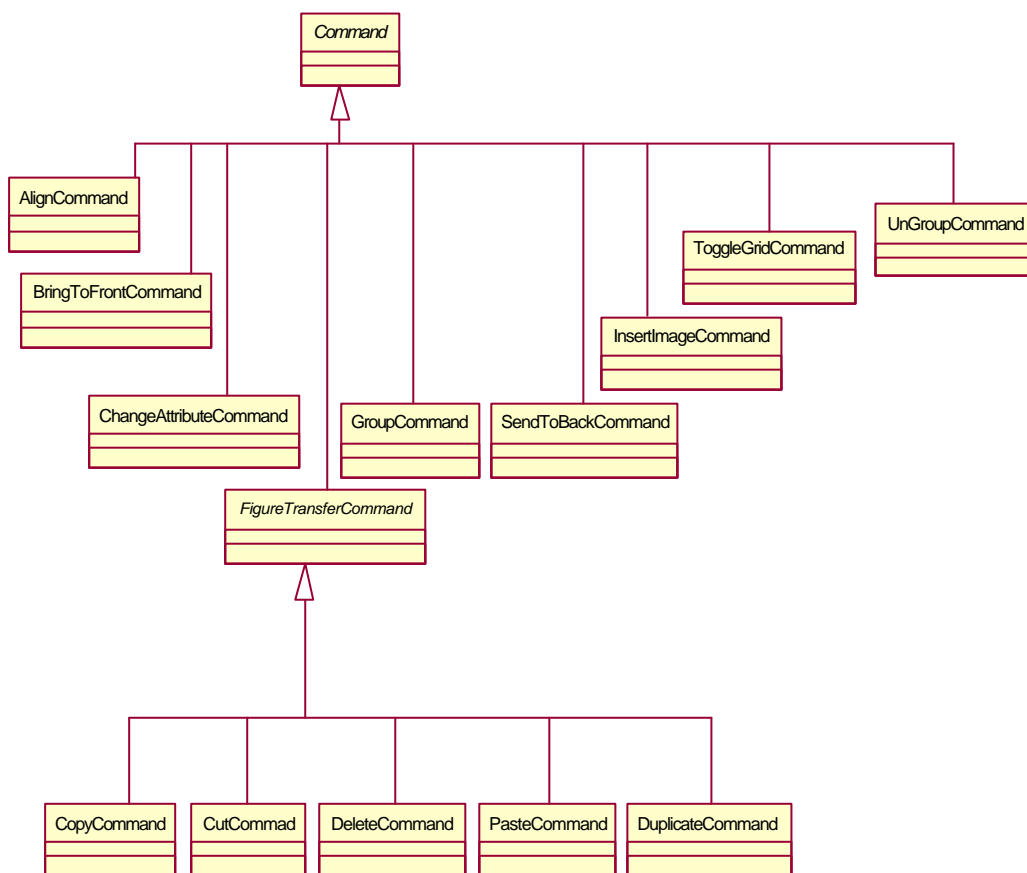 Command
AlignCommand
UnGroupCommand
ToggleGridCommand
BringToFrontCommand
InsertImageCommand
ChangeAttributeCommand
GroupCommand
SendToBackCommand
FigureTransferCommand
CopyCommand
CutCommad
DeleteCommand
PasteCommand
DuplicateCommand